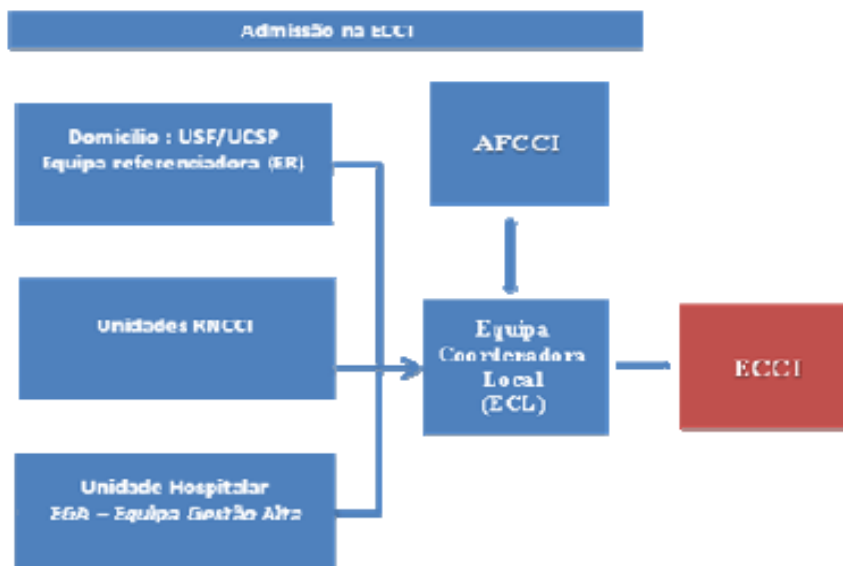 Admissão na ECCI
Domicílio : USF/UCSP
Equipa referenciadora (ER)
AFCCI
Unidades RNCCI
Equipa
Coordenadora
Local
(ECL)
ECCI
Unidade Hospitalar
EGA – Equipa Gestão Alta